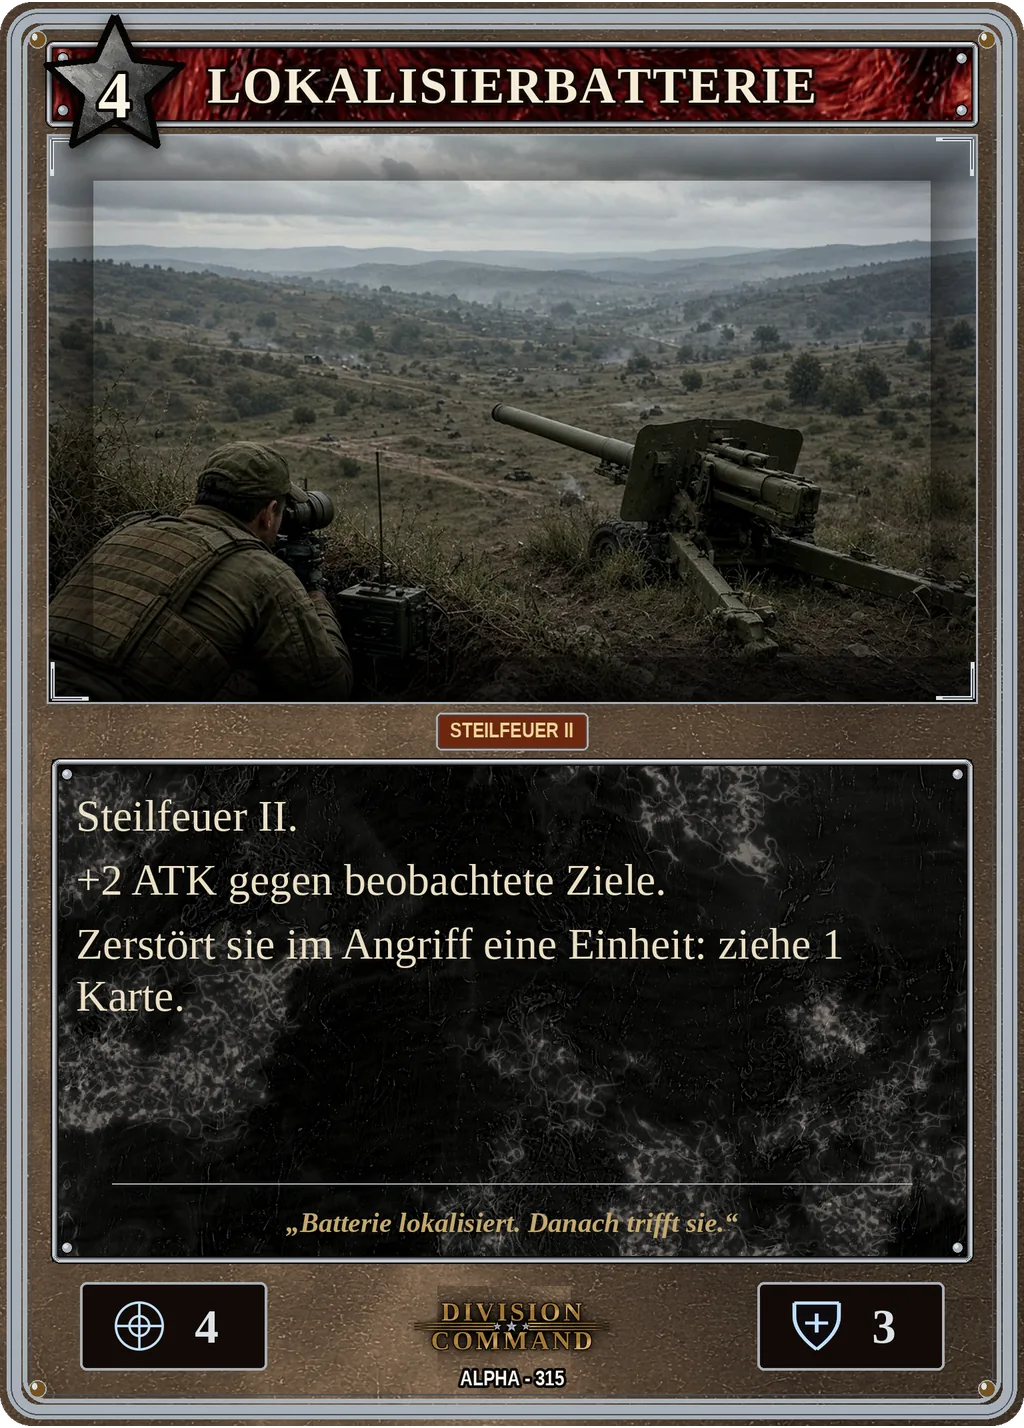 4
LOKALISIERBATTERIE
STEILFEUER II
Steilfeuer II.
+2 ATK gegen beobachtete Ziele.
Zerstört sie im Angriff eine Einheit: ziehe 1
Karte.
„Batterie lokalisiert. Danach trifft sie.“
4
DIVISION
COMMAND
3
ALPHA - 315